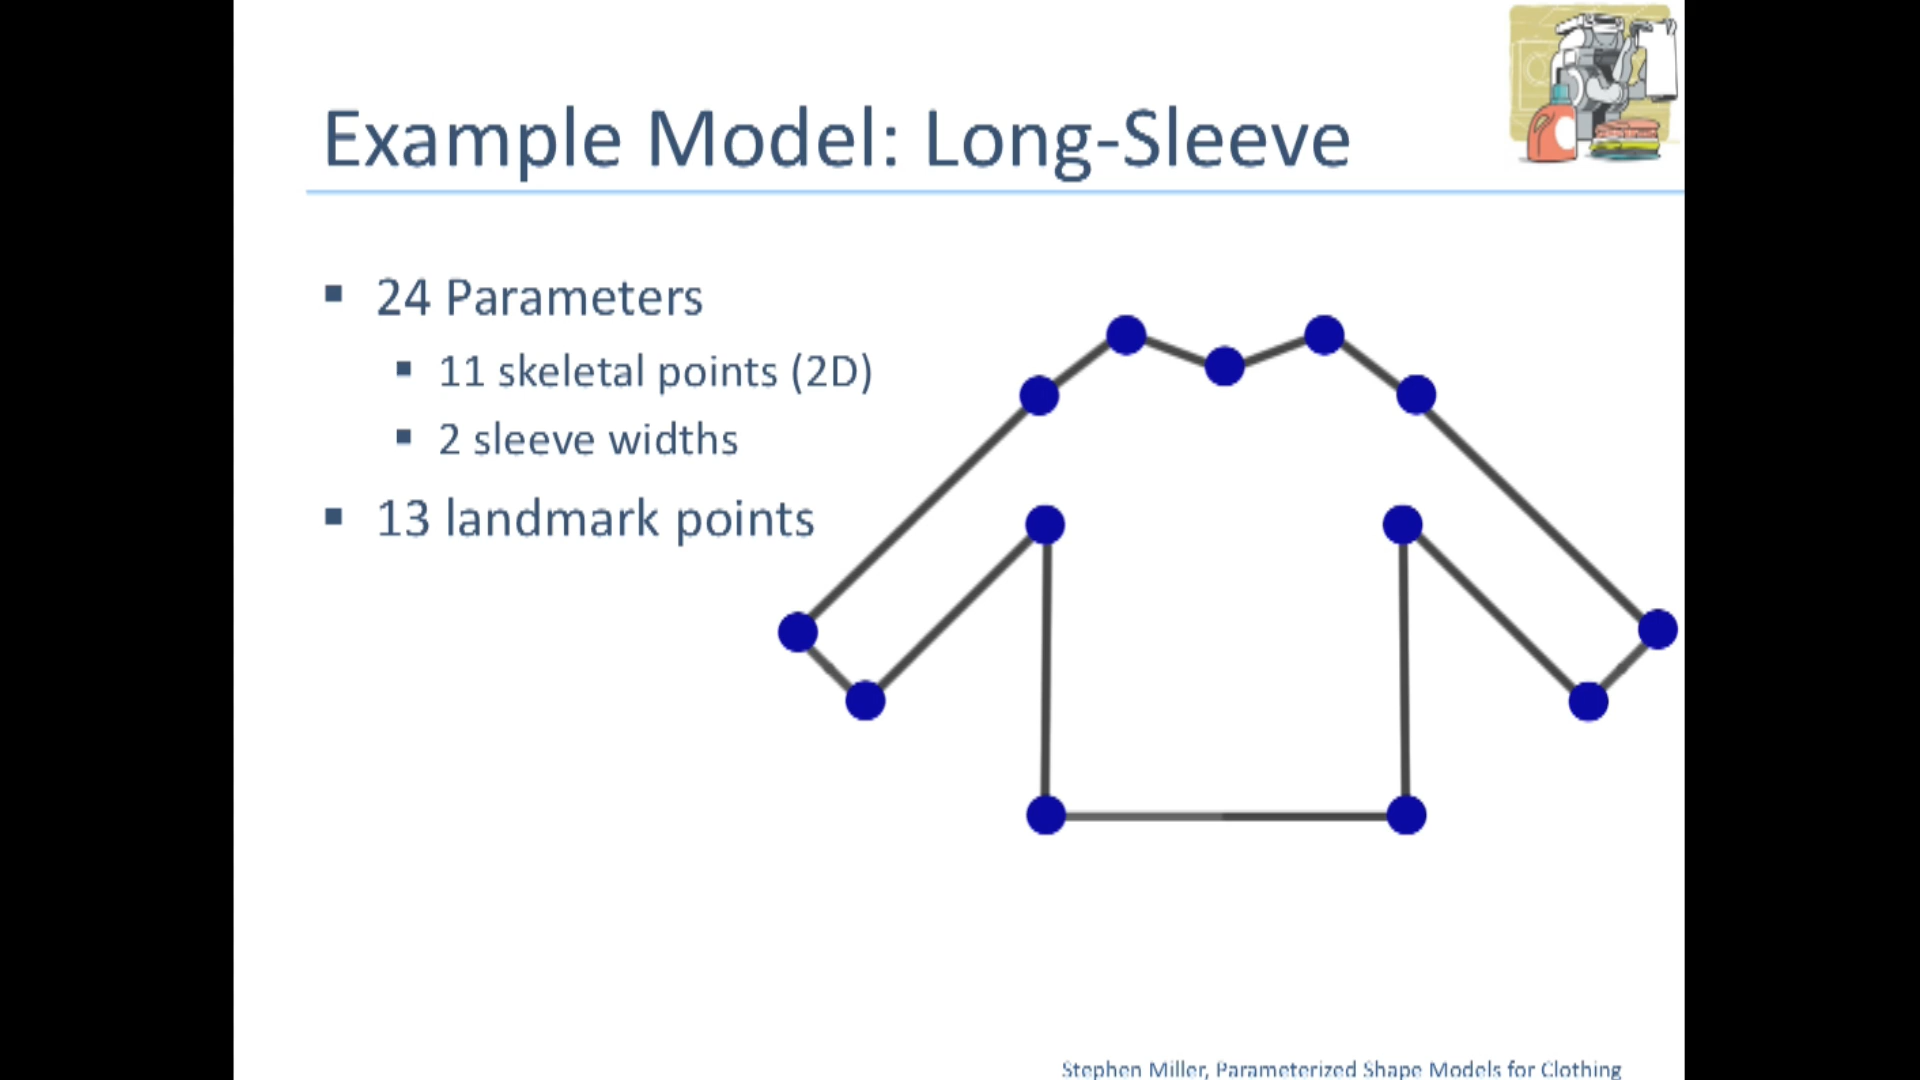 Example Model: Long-Sleeve
24 Parameters
11 skeletal points (2D)
2 sleeve widths
13 landmark points
Stephen Miller, Parameterized Shape Models for Clothing